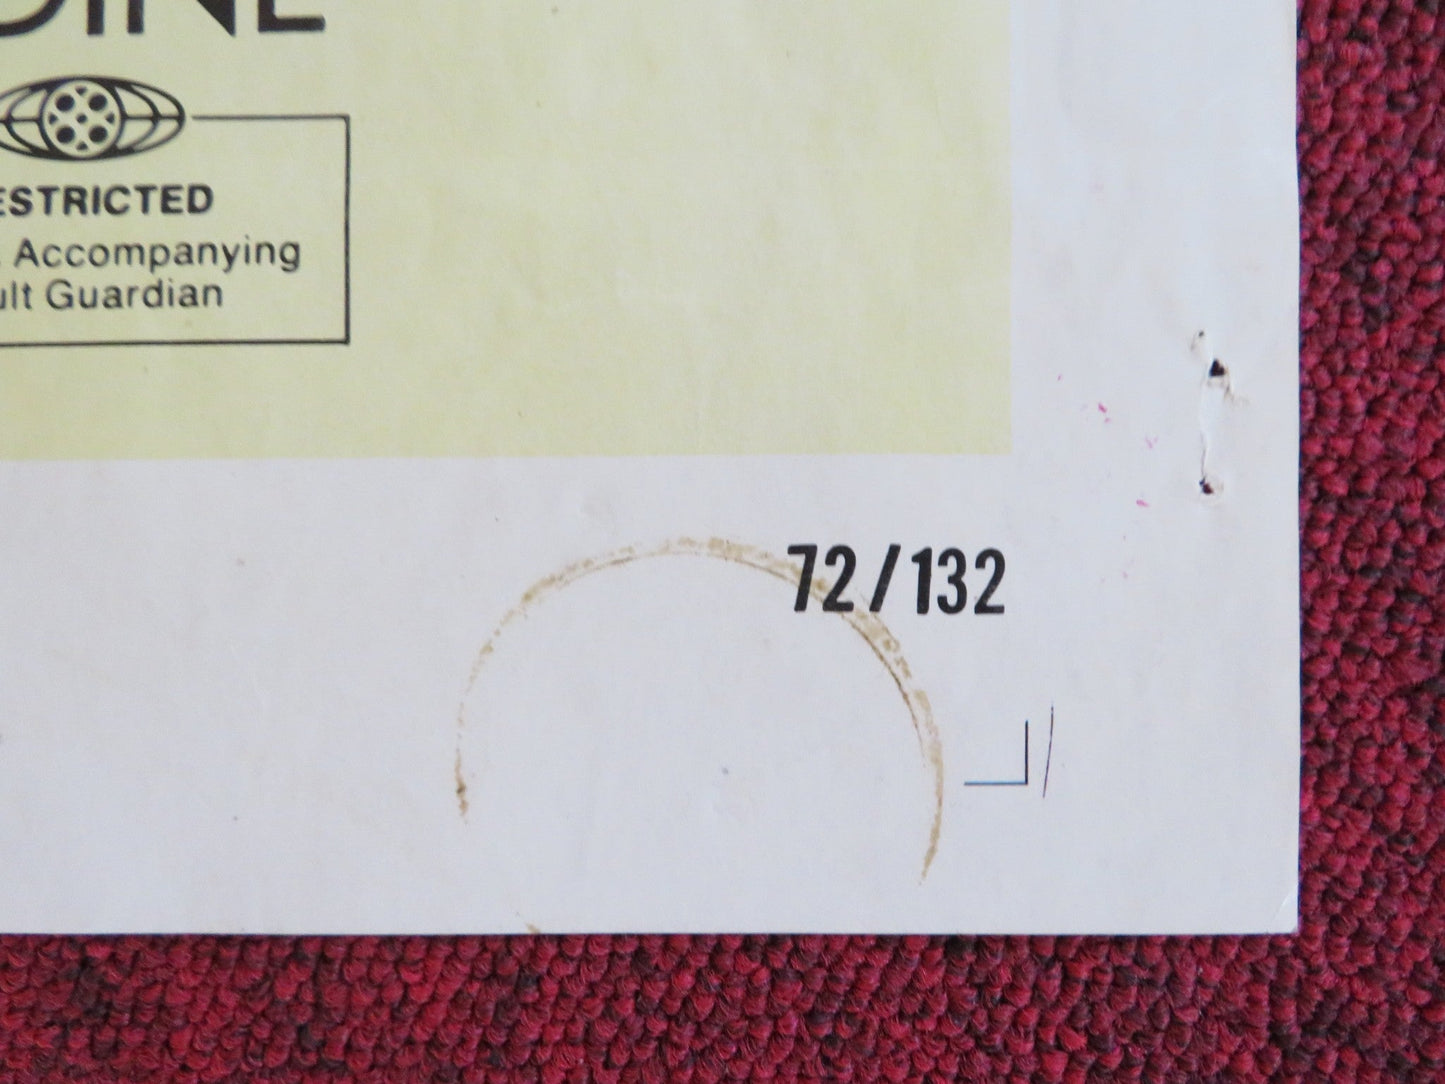 ESTRICTED
Accompanying
ult Guardian
72/132